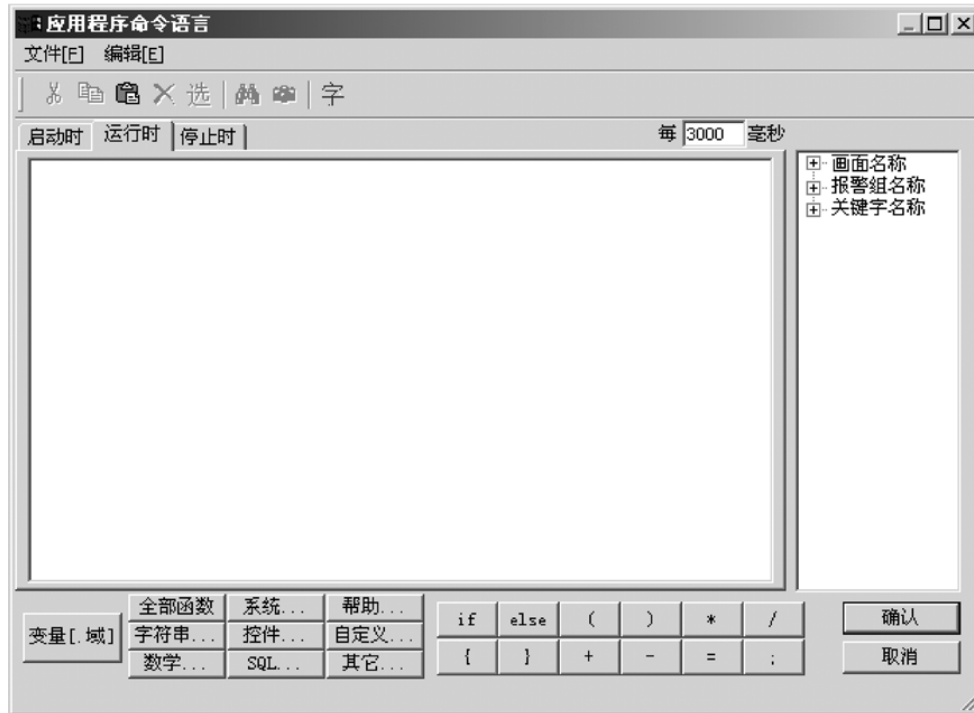 应用程序命令语言
文件[F] 编辑[E]
选 字
启动时 运行时 停止时 每 3000 毫秒
画面名称
报警组名称
关键字名称
变量[.域]
全部函数 系统... 帮助...
字符串... 控件... 自定义...
数学... SQL... 其它...
if else ( ) * /
{ } + - = ;
确认
取消